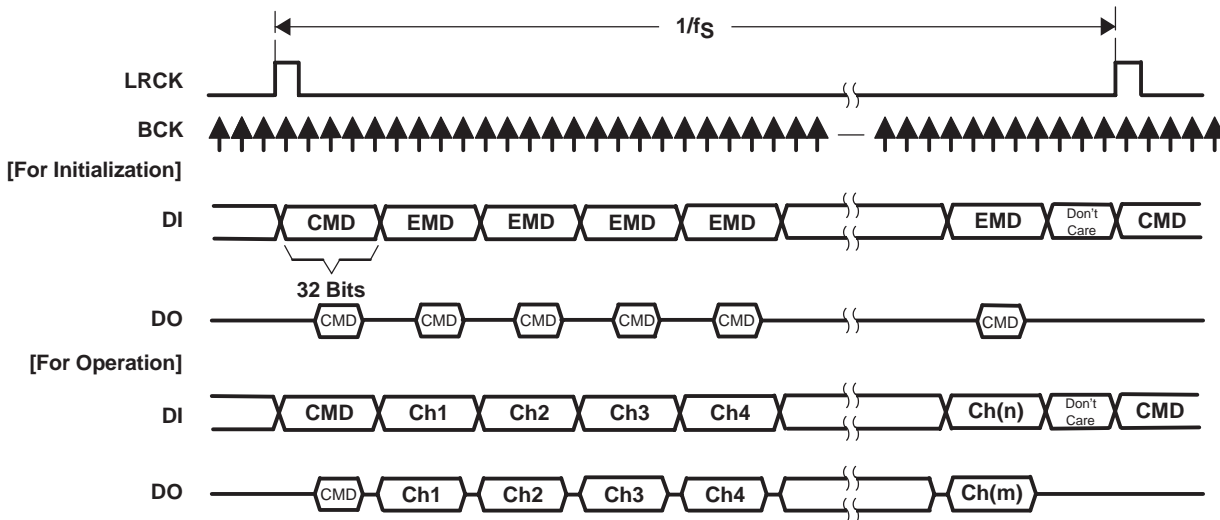 1/fS
LRCK
BCK
[For Initialization]
DI CMD EMD EMD EMD EMD EMD Don't Care CMD
32 Bits
DO CMD CMD CMD CMD CMD CMD
[For Operation]
DI CMD Ch1 Ch2 Ch3 Ch4 Ch(n) Don't Care CMD
DO CMD Ch1 Ch2 Ch3 Ch4 Ch(m)